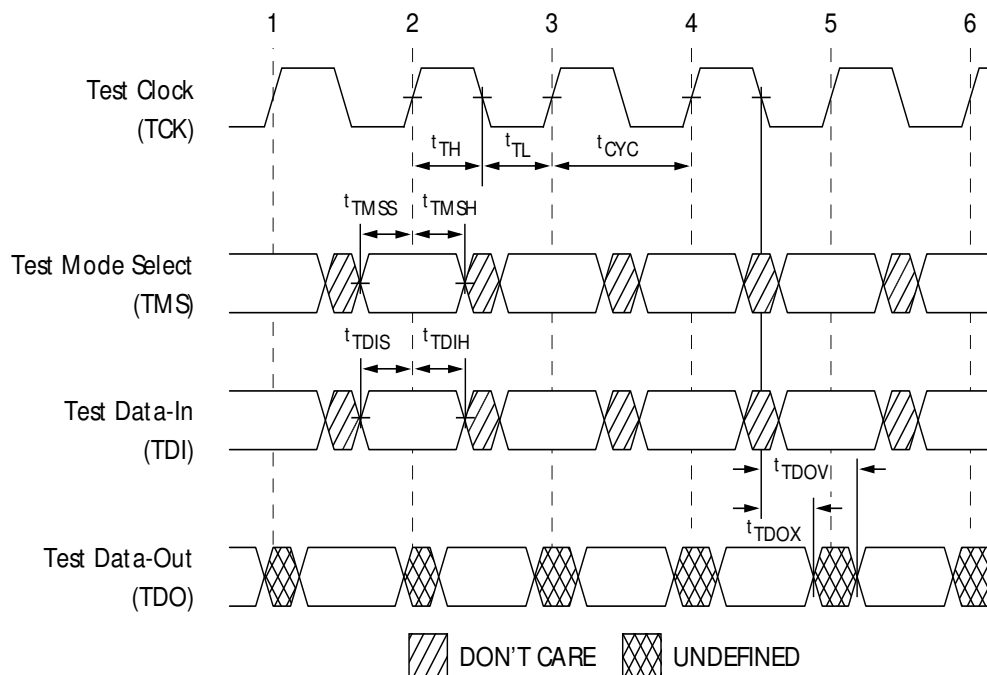 1 2 3 4 5 6
Test Clock
(TCK)
tTH tTL tCYC
tTMSS tTMSH
Test Mode Select
(TMS)
tTDIS tTDIH
Test Data-In
(TDI)
tTDOV
tTDOX
Test Data-Out
(TDO)
DON'T CARE UNDEFINED